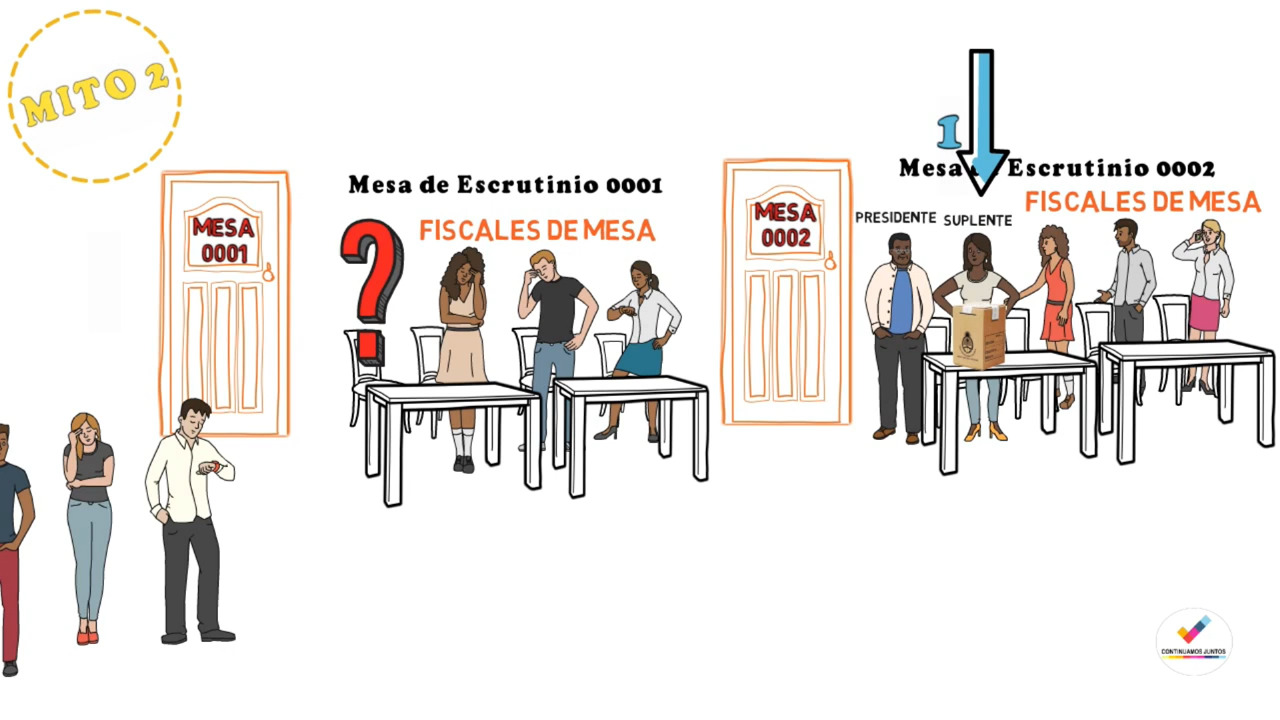 MITO 2
1
Mesa de Escrutinio 0001
Mesa d Escrutinio 0002
FISCALES DE MESA
FISCALES DE MESA
MESA
0001
MESA
0002
PRESIDENTE SUPLENTE
CONTINUAMOS JUNTOS